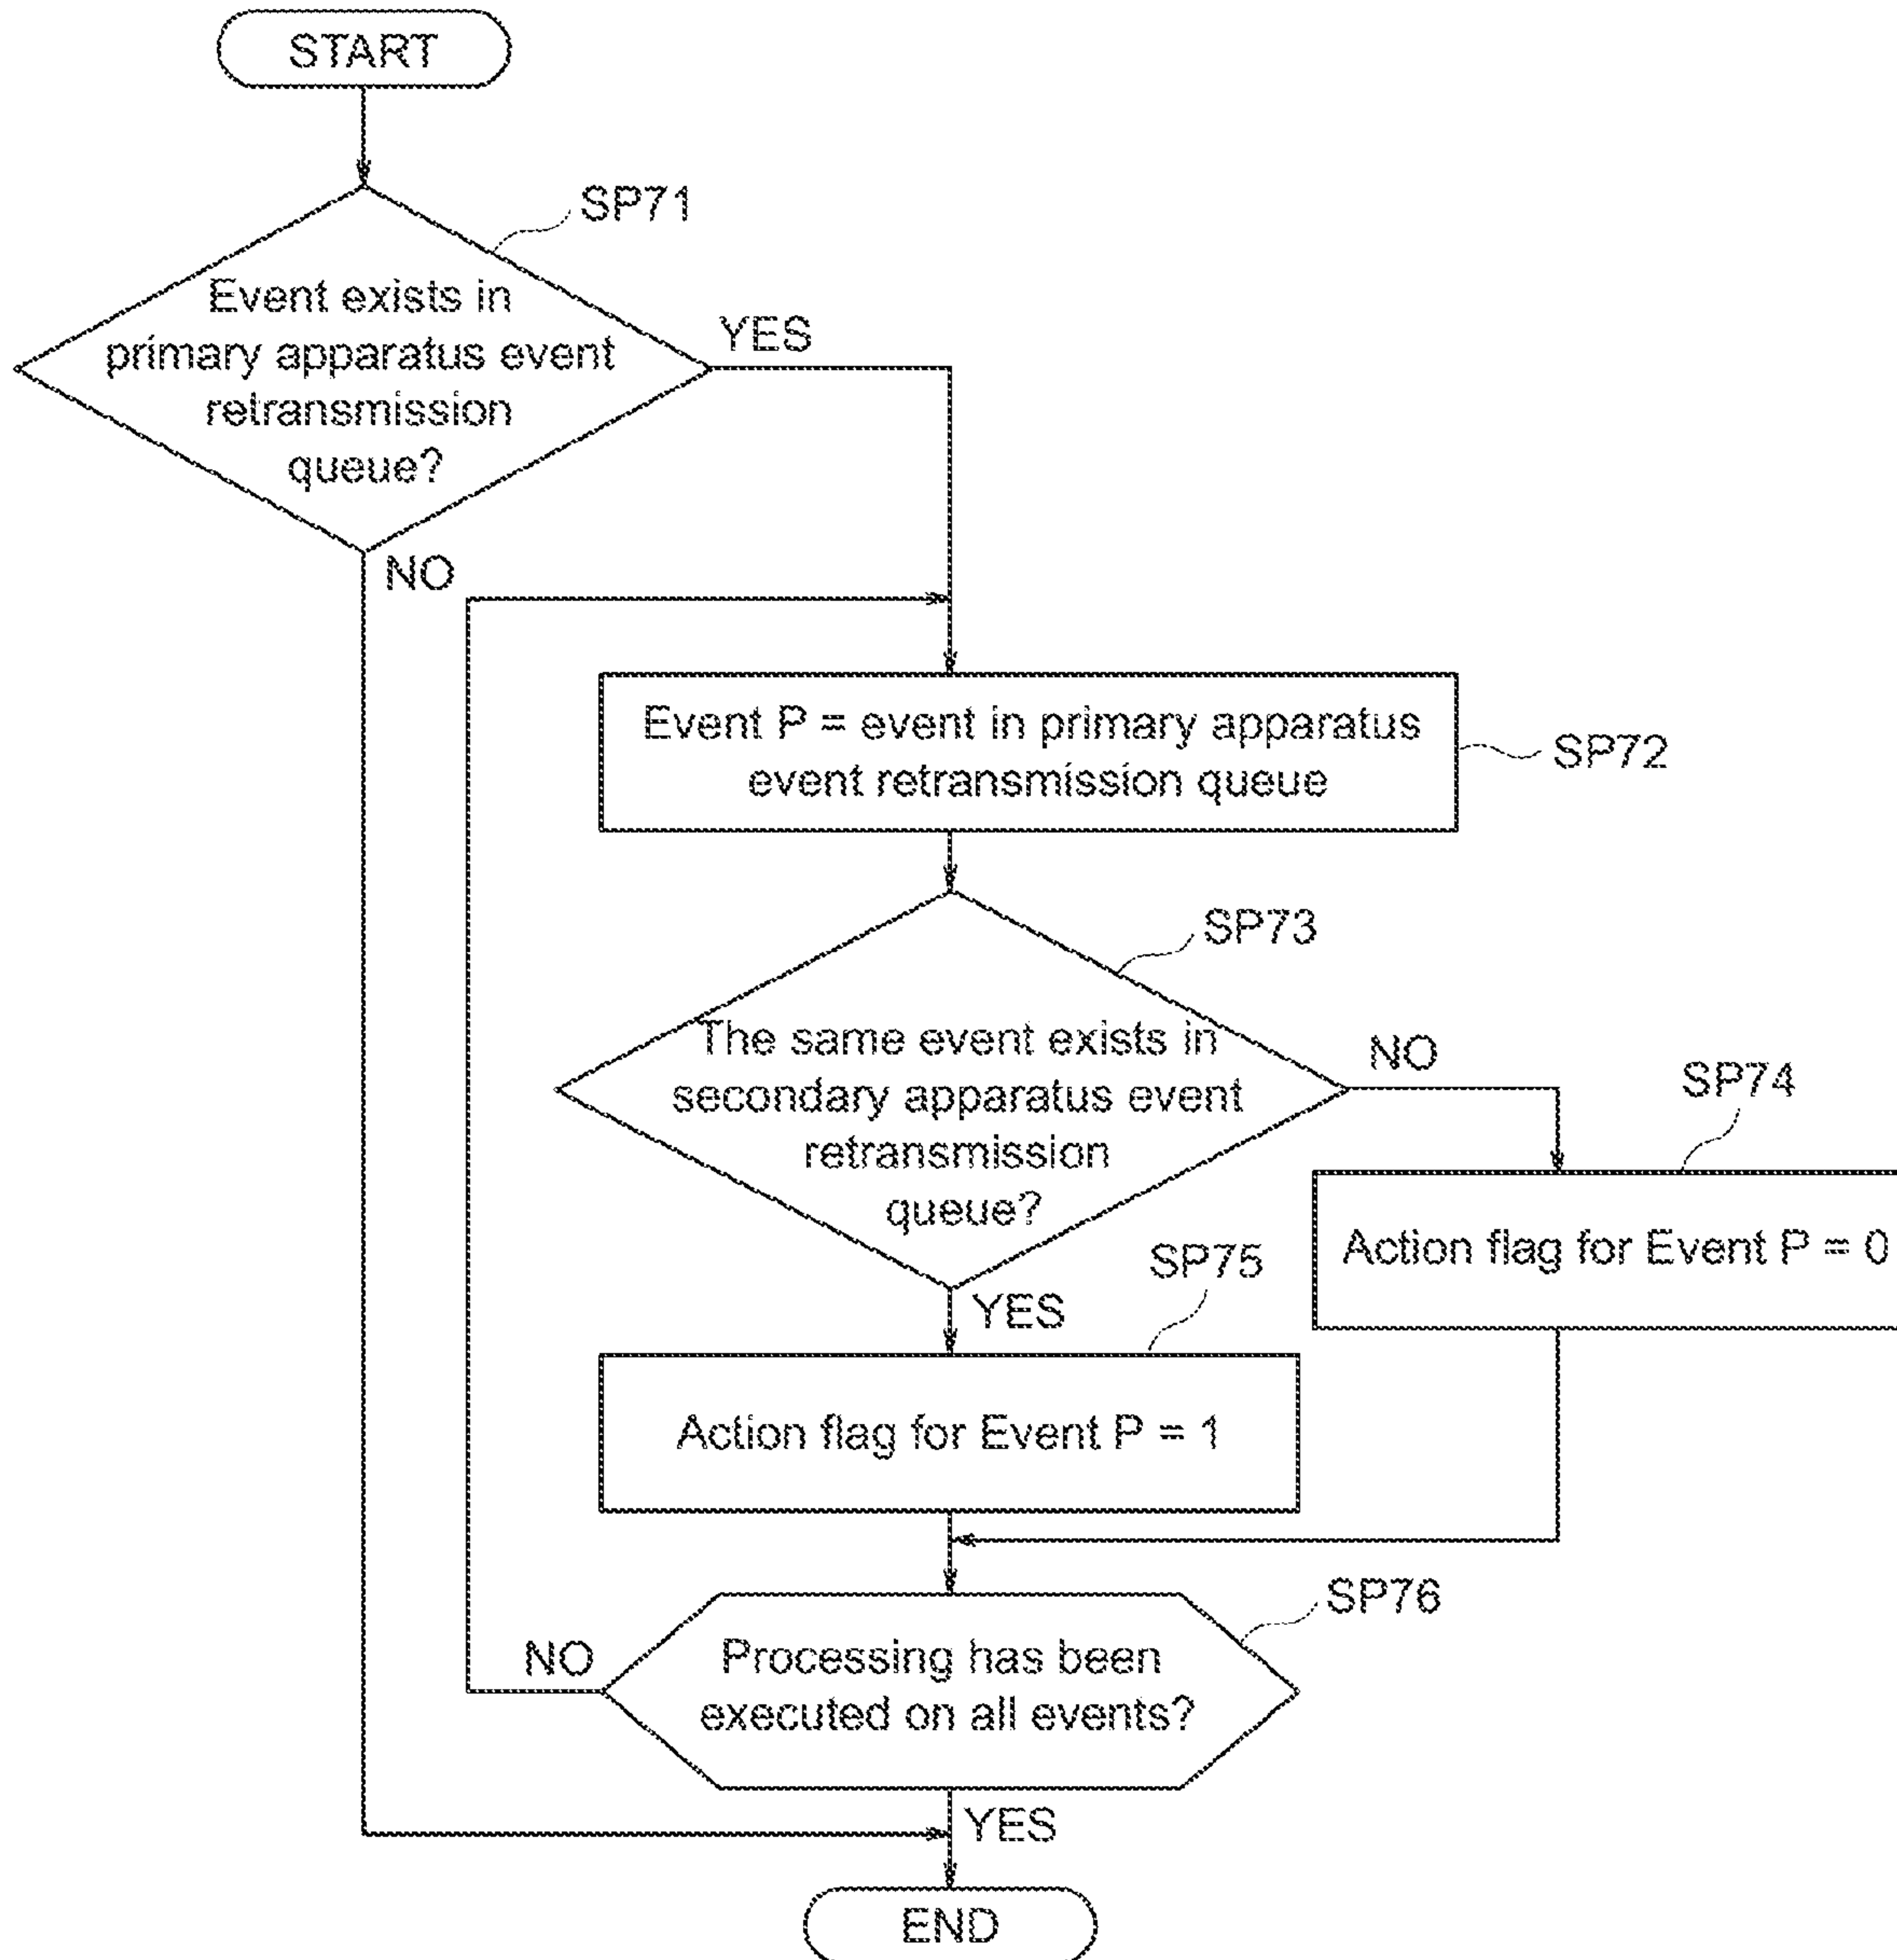 START
SP71
Event exists in
primary apparatus event
retransmission
queue?
YES
NO
Event P = event in primary apparatus
event retransmission queue
SP72
SP73
The same event exists in
secondary apparatus event
retransmission
queue?
NO
SP74
Action flag for Event P = 0
SP75
YES
Action flag for Event P = 1
SP76
NO
Processing has been
executed on all events?
YES
END